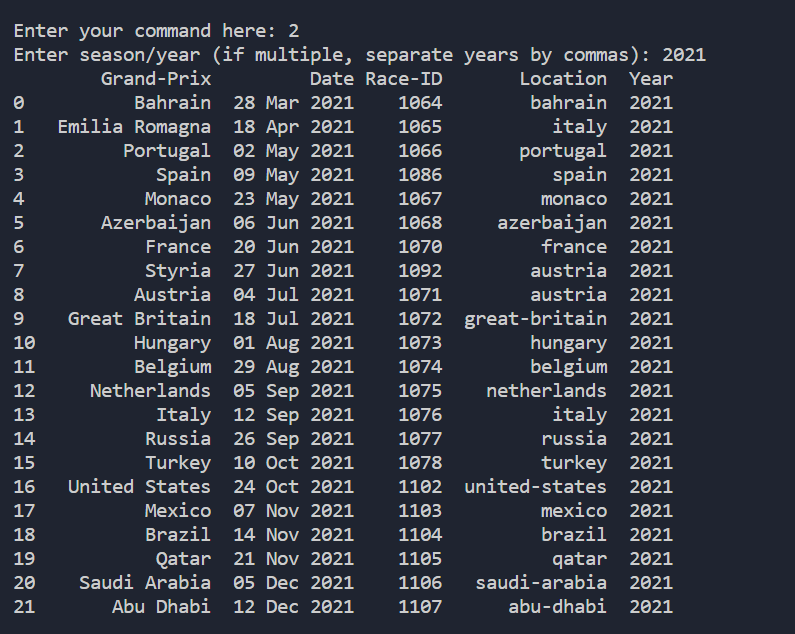 Enter your command here: 2
Enter season/year (if multiple, separate years by commas): 2021
        Grand-Prix         Date Race-ID       Location  Year
0          Bahrain  28 Mar 2021    1064        bahrain  2021
1   Emilia Romagna  18 Apr 2021    1065          italy  2021
2         Portugal  02 May 2021    1066       portugal  2021
3            Spain  09 May 2021    1086          spain  2021
4           Monaco  23 May 2021    1067         monaco  2021
5       Azerbaijan  06 Jun 2021    1068     azerbaijan  2021
6           France  20 Jun 2021    1070         france  2021
7           Styria  27 Jun 2021    1092        austria  2021
8          Austria  04 Jul 2021    1071        austria  2021
9    Great Britain  18 Jul 2021    1072  great-britain  2021
10         Hungary  01 Aug 2021    1073        hungary  2021
11         Belgium  29 Aug 2021    1074        belgium  2021
12     Netherlands  05 Sep 2021    1075    netherlands  2021
13           Italy  12 Sep 2021    1076          italy  2021
14          Russia  26 Sep 2021    1077         russia  2021
15          Turkey  10 Oct 2021    1078         turkey  2021
16   United States  24 Oct 2021    1102  united-states  2021
17          Mexico  07 Nov 2021    1103         mexico  2021
18          Brazil  14 Nov 2021    1104         brazil  2021
19           Qatar  21 Nov 2021    1105          qatar  2021
20    Saudi Arabia  05 Dec 2021    1106   saudi-arabia  2021
21       Abu Dhabi  12 Dec 2021    1107      abu-dhabi  2021